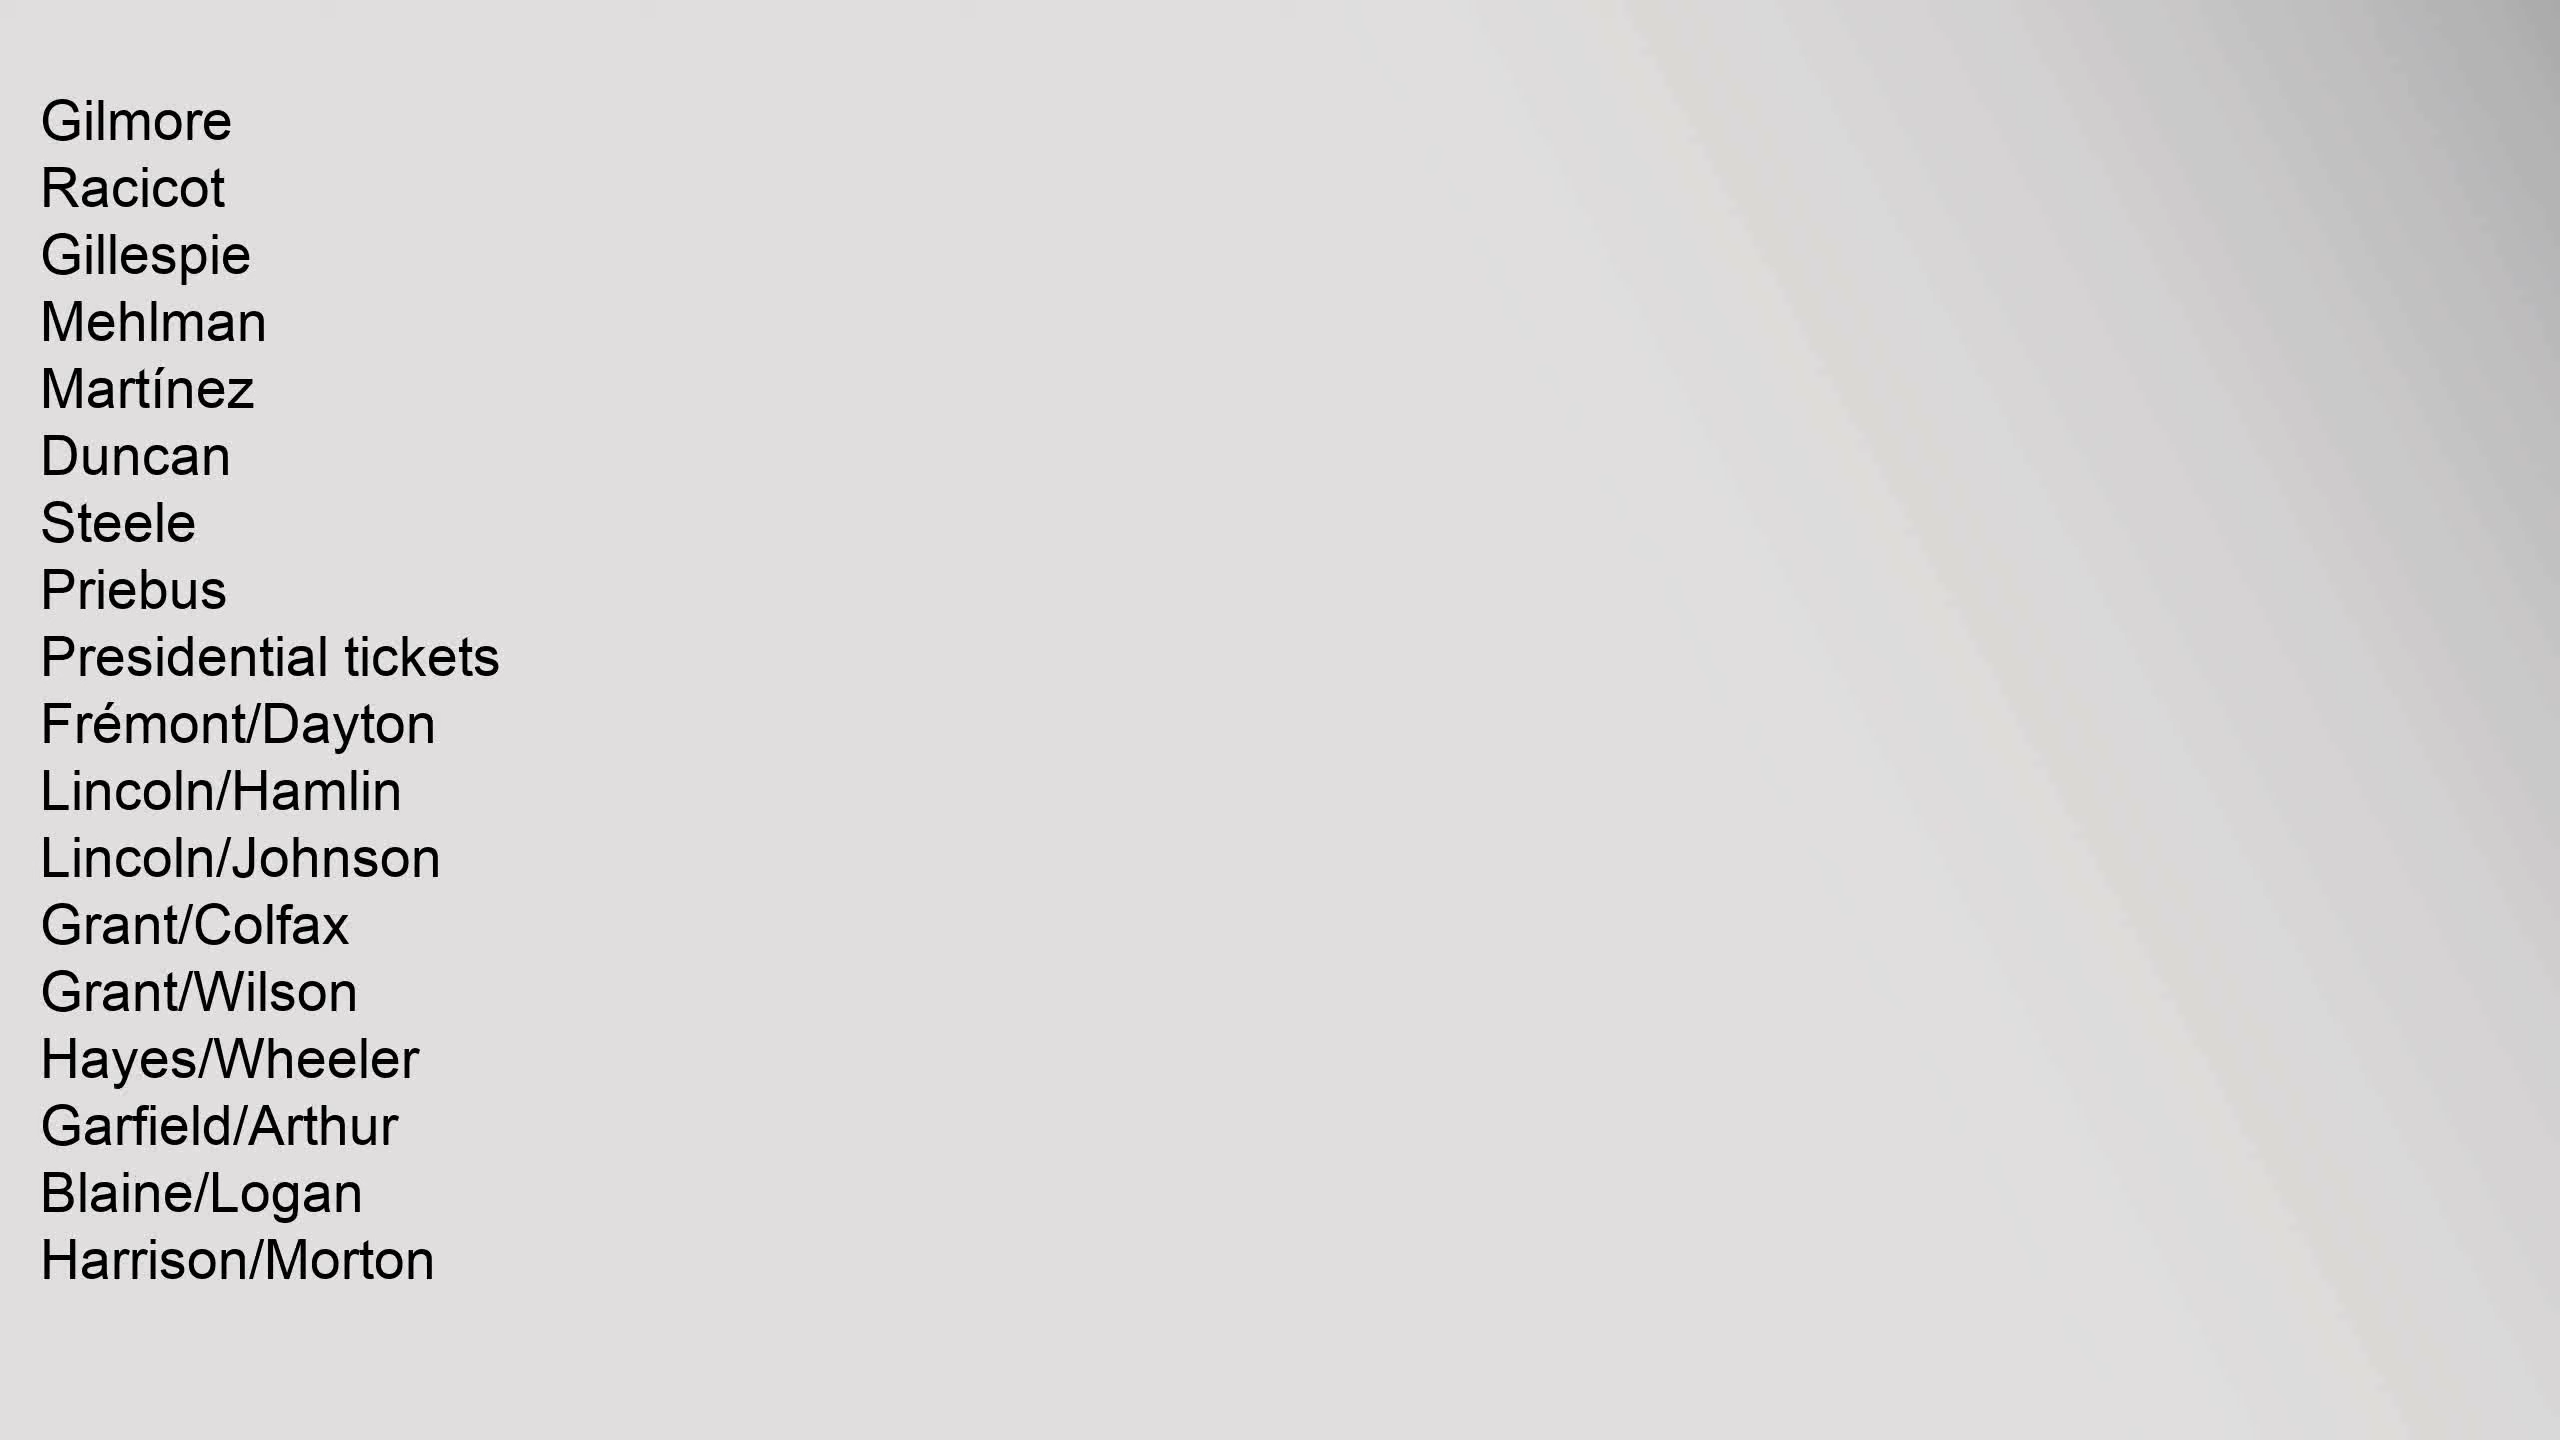 Gilmore
Racicot
Gillespie
Mehlman
Martínez
Duncan
Steele
Priebus
Presidential tickets
Frémont/Dayton
Lincoln/Hamlin
Lincoln/Johnson
Grant/Colfax
Grant/Wilson
Hayes/Wheeler
Garfield/Arthur
Blaine/Logan
Harrison/Morton